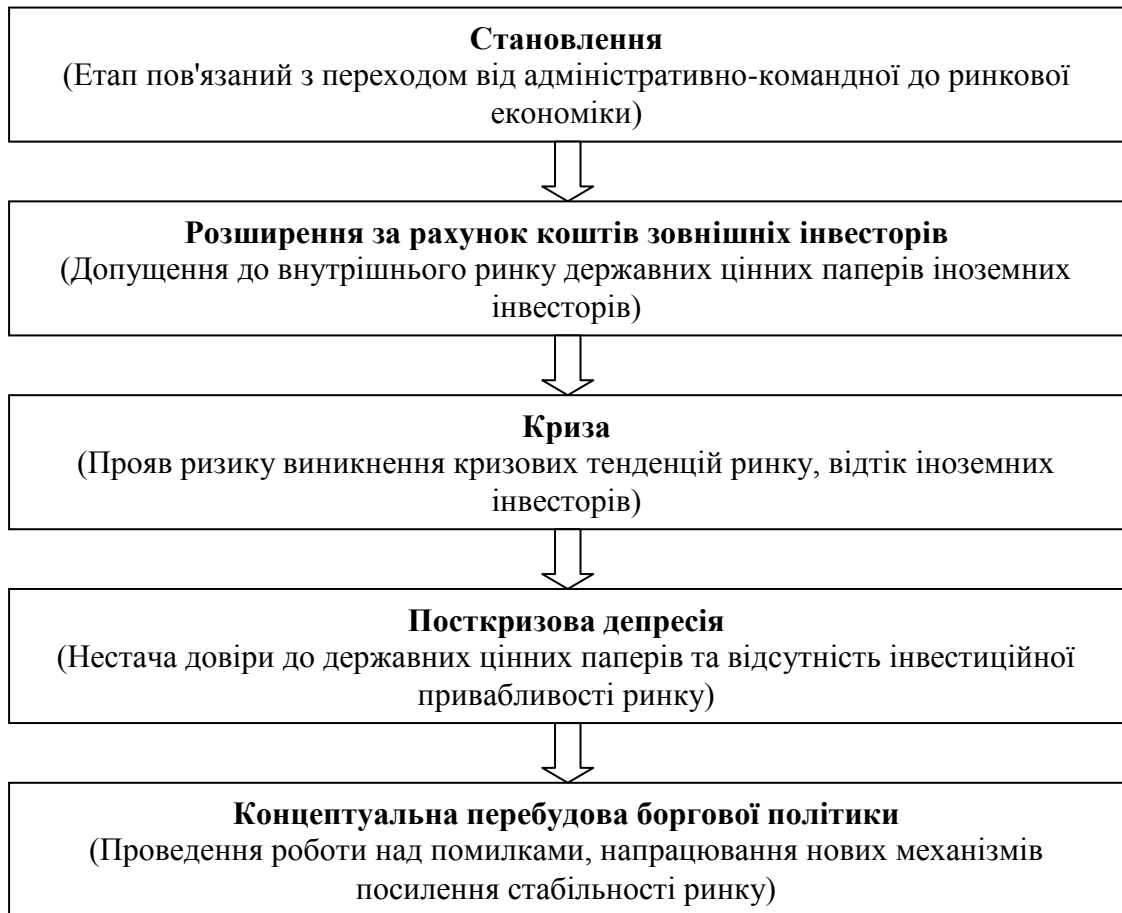 Становлення
(Етап пов'язаний з переходом від адміністративно-командної до ринкової
економіки)
Розширення за рахунок коштів зовнішніх інвесторів
(Допущення до внутрішнього ринку державних цінних паперів іноземних
інвесторів)
Криза
(Прояв ризику виникнення кризових тенденцій ринку, відтік іноземних
інвесторів)
Посткризова депресія
(Нестача довіри до державних цінних паперів та відсутність інвестиційної
привабливості ринку)
Концептуальна перебудова боргової політики
(Проведення роботи над помилками, напрацювання нових механізмів
посилення стабільності ринку)